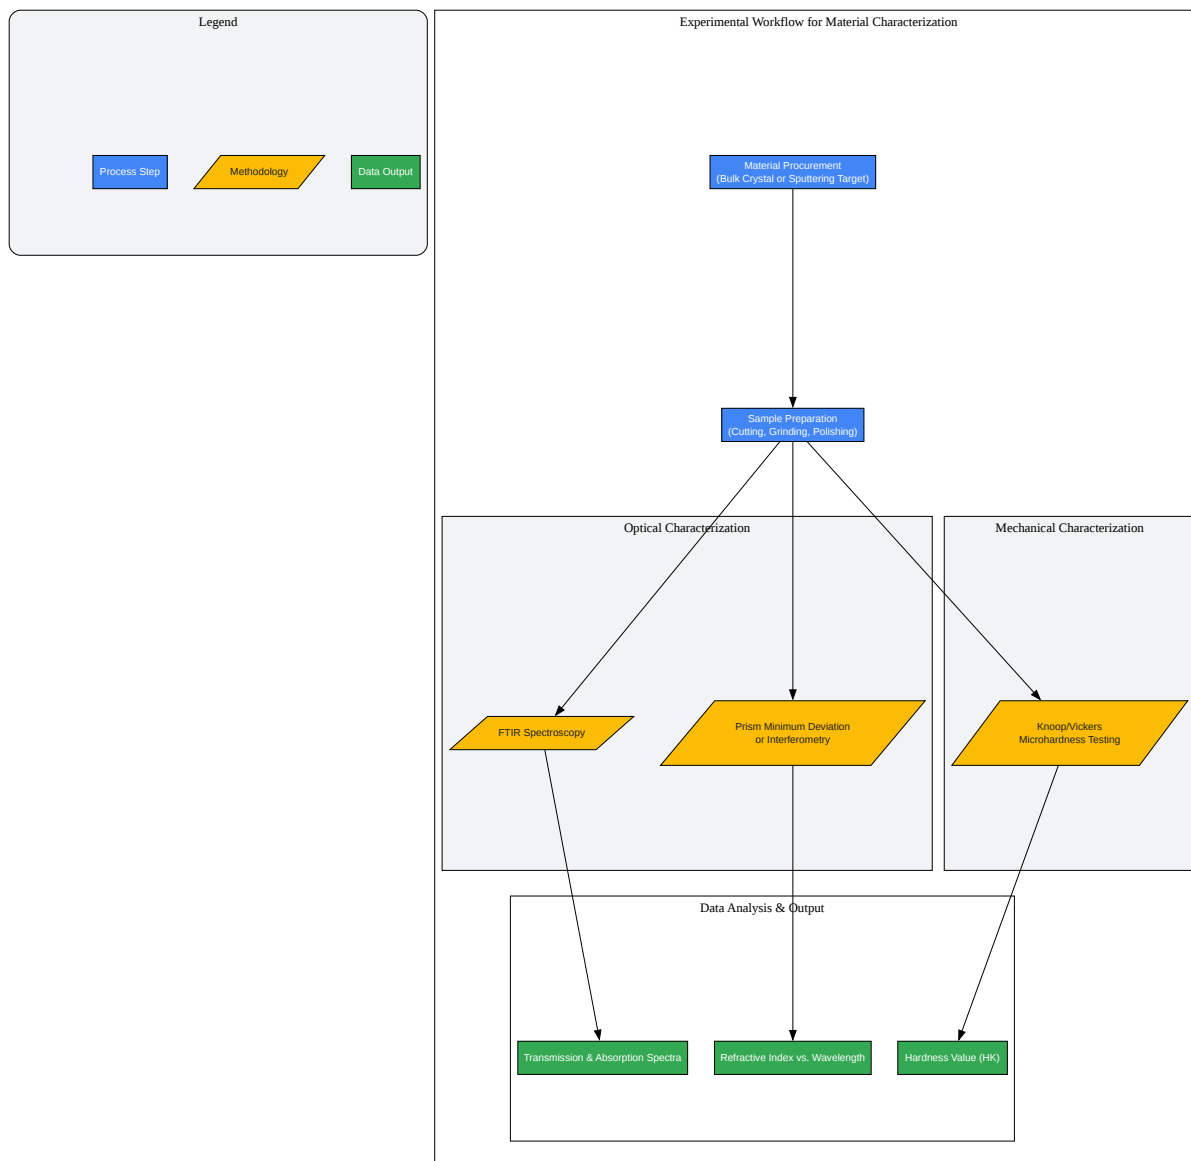 Legend
Process Step
Methodology
Data Output
Experimental Workflow for Material Characterization
Material Procurement
(Bulk Crystal or Sputtering Target)
Sample Preparation
(Cutting, Grinding, Polishing)
Optical Characterization
Mechanical Characterization
FTIR Spectroscopy
Prism Minimum Deviation
or Interferometry
Knoop/Vickers
Microhardness Testing
Data Analysis & Output
Transmission & Absorption Spectra
Refractive Index vs. Wavelength
Hardness Value (HK)